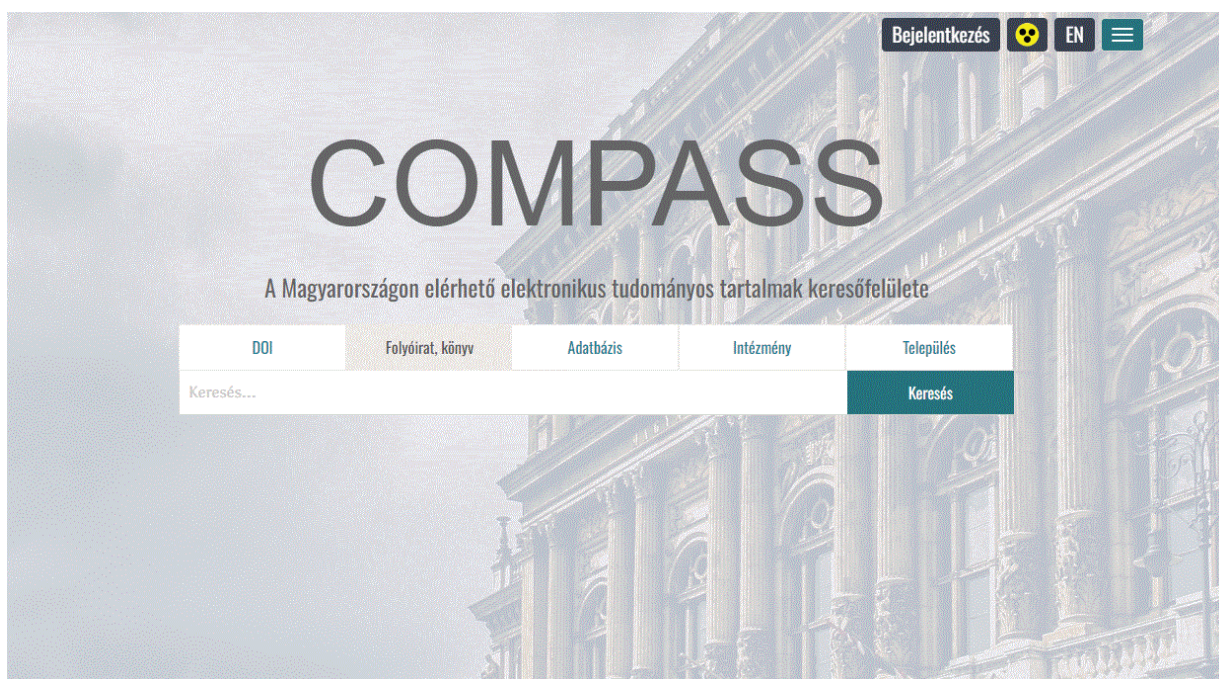 Bejelentkezés EN
COMPASS
A Magyarországon elérhető elektronikus tudományos tartalmak keresőfelülete
DOI Folyóirat, könyv Adatbázis Intézmény Település
Keresés... Keresés